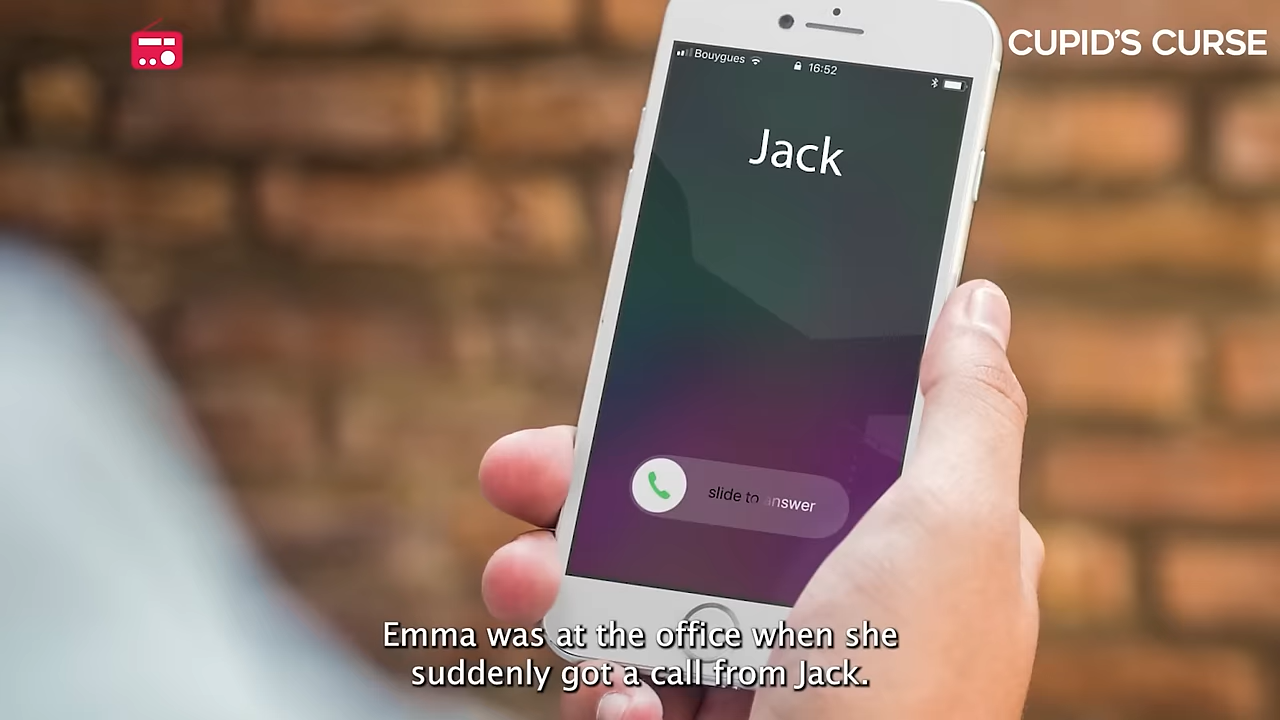 CUPID'S CURSE
Bouygues 16:52
Jack
slide to answer
Emma was at the office when she
suddenly got a call from Jack.